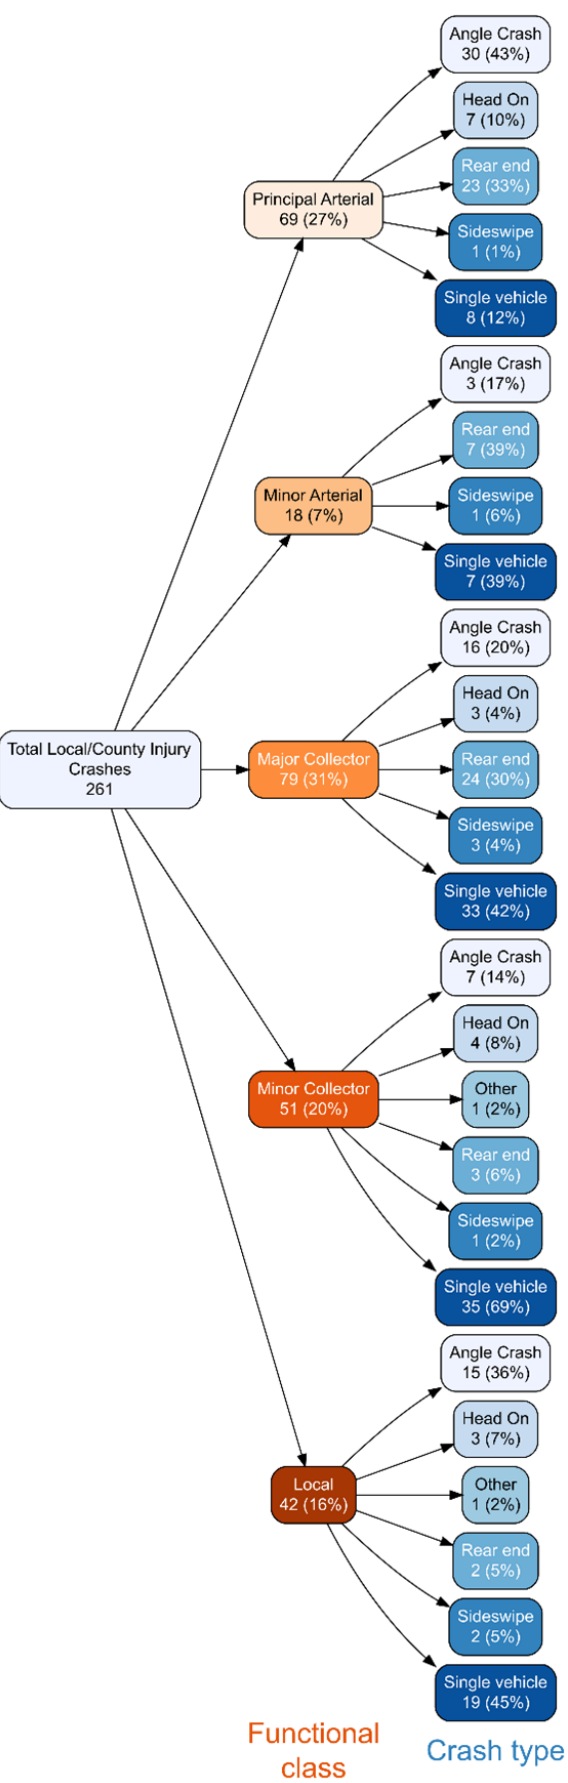 Angle Crash
30 (43%)
Head On
7 (10%)
Rear end
23 (33%)
Principal Arterial
69 (27%)
Sideswipe
1 (1%)
Single vehicle
8 (12%)
Angle Crash
3 (17%)
Rear end
7 (39%)
Minor Arterial
18 (7%)
Sideswipe
1 (6%)
Single vehicle
7 (39%)
Angle Crash
16 (20%)
Head On
3 (4%)
Total Local/County Injury
Crashes
261
Major Collector
79 (31%)
Rear end
24 (30%)
Sideswipe
3 (4%)
Single vehicle
33 (42%)
Angle Crash
7 (14%)
Head On
4 (8%)
Minor Collector
51 (20%)
Other
1 (2%)
Rear end
3 (6%)
Sideswipe
1 (2%)
Single vehicle
35 (69%)
Angle Crash
15 (36%)
Head On
3 (7%)
Local
42 (16%)
Other
1 (2%)
Rear end
2 (5%)
Sideswipe
2 (5%)
Single vehicle
19 (45%)
Functional
class
Crash type